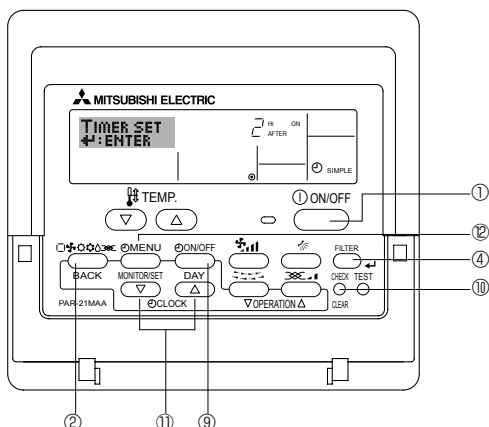 MITSUBISHI ELECTRIC
TIMER SET
↵:ENTER
2 Hr ON
AFTER
SIMPLE
TEMP.
ON/OFF
①
⑫
④
⑩
MENU
ON/OFF
FILTER
BACK
MONITOR/SET
DAY
CHECK TEST
PAR-21MAA
CLOCK
▽OPERATION△
CLEAR
② ⑪ ⑨